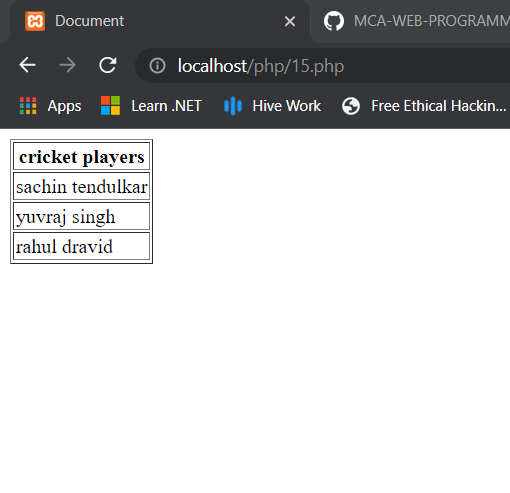 Document
MCA-WEB-PROGRAMM
localhost/php/15.php
Apps
Learn .NET
Hive Work
Free Ethical Hackin...
cricket players
sachin tendulkar
yuvraj singh
rahul dravid